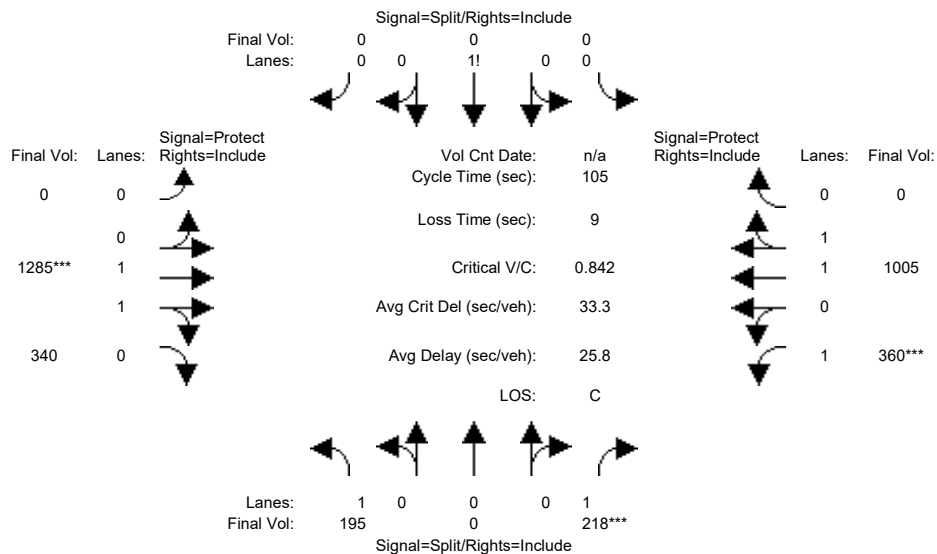 Signal=Split/Rights=Include
Final Vol: 0 0 0
Lanes: 0 0 1! 0 0
Signal=Protect
Final Vol: Lanes: Rights=Include
Vol Cnt Date: n/a
Signal=Protect
Rights=Include Lanes: Final Vol:
Cycle Time (sec): 105
0 0
0 0
Loss Time (sec): 9
0
1
1285*** 1
Critical V/C: 0.842
1 1005
1
Avg Crit Del (sec/veh): 33.3
0
340 0
Avg Delay (sec/veh): 25.8
1 360***
LOS: C
Lanes: 1 0 0 0 1
Final Vol: 195 0 218***
Signal=Split/Rights=Include